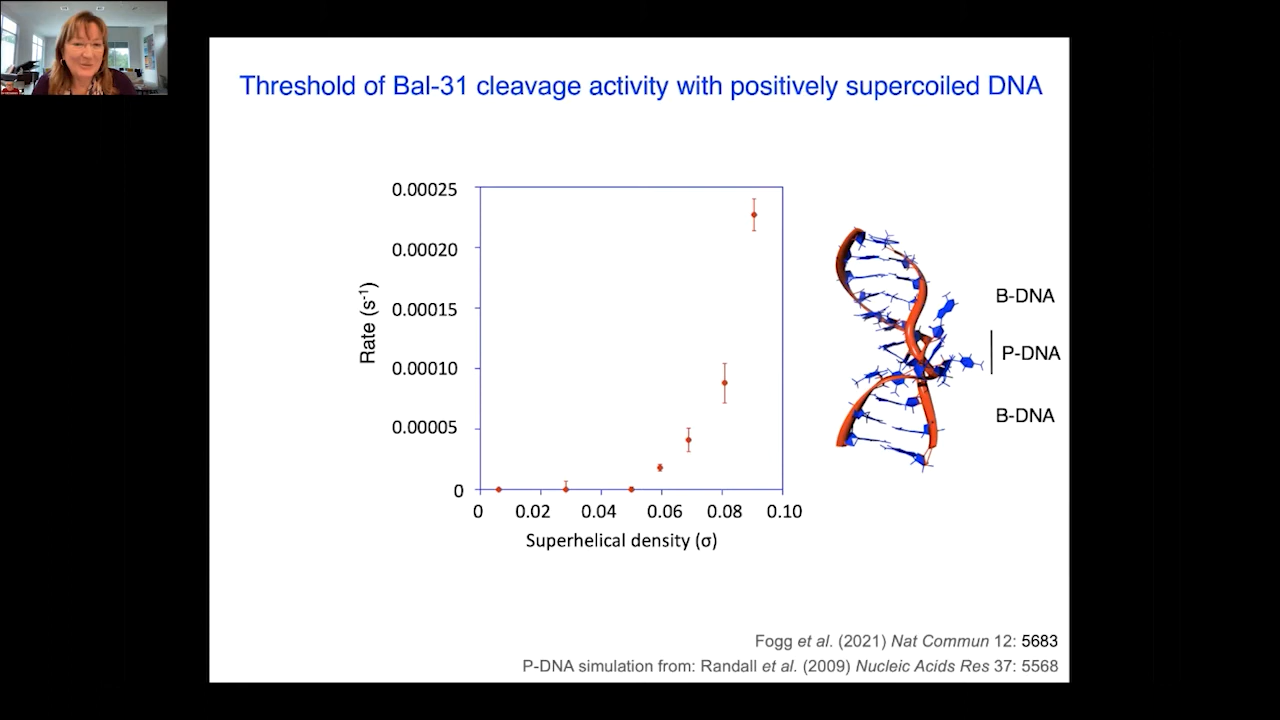 Threshold of Bal-31 cleavage activity with positively supercoiled DNA
0.00025
0.00020
0.00015
0.00010
0.00005
0
Rate (s-1)
0 0.02 0.04 0.06 0.08 0.10
Superhelical density (σ)
B-DNA
P-DNA
B-DNA
Fogg et al. (2021) Nat Commun 12: 5683
P-DNA simulation from: Randall et al. (2009) Nucleic Acids Res 37: 5568